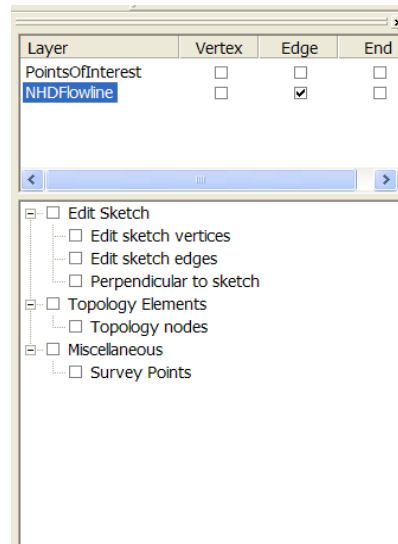 Layer Vertex Edge End
PointsOfInterest
NHDFlowline
Edit Sketch
Edit sketch vertices
Edit sketch edges
Perpendicular to sketch
Topology Elements
Topology nodes
Miscellaneous
Survey Points